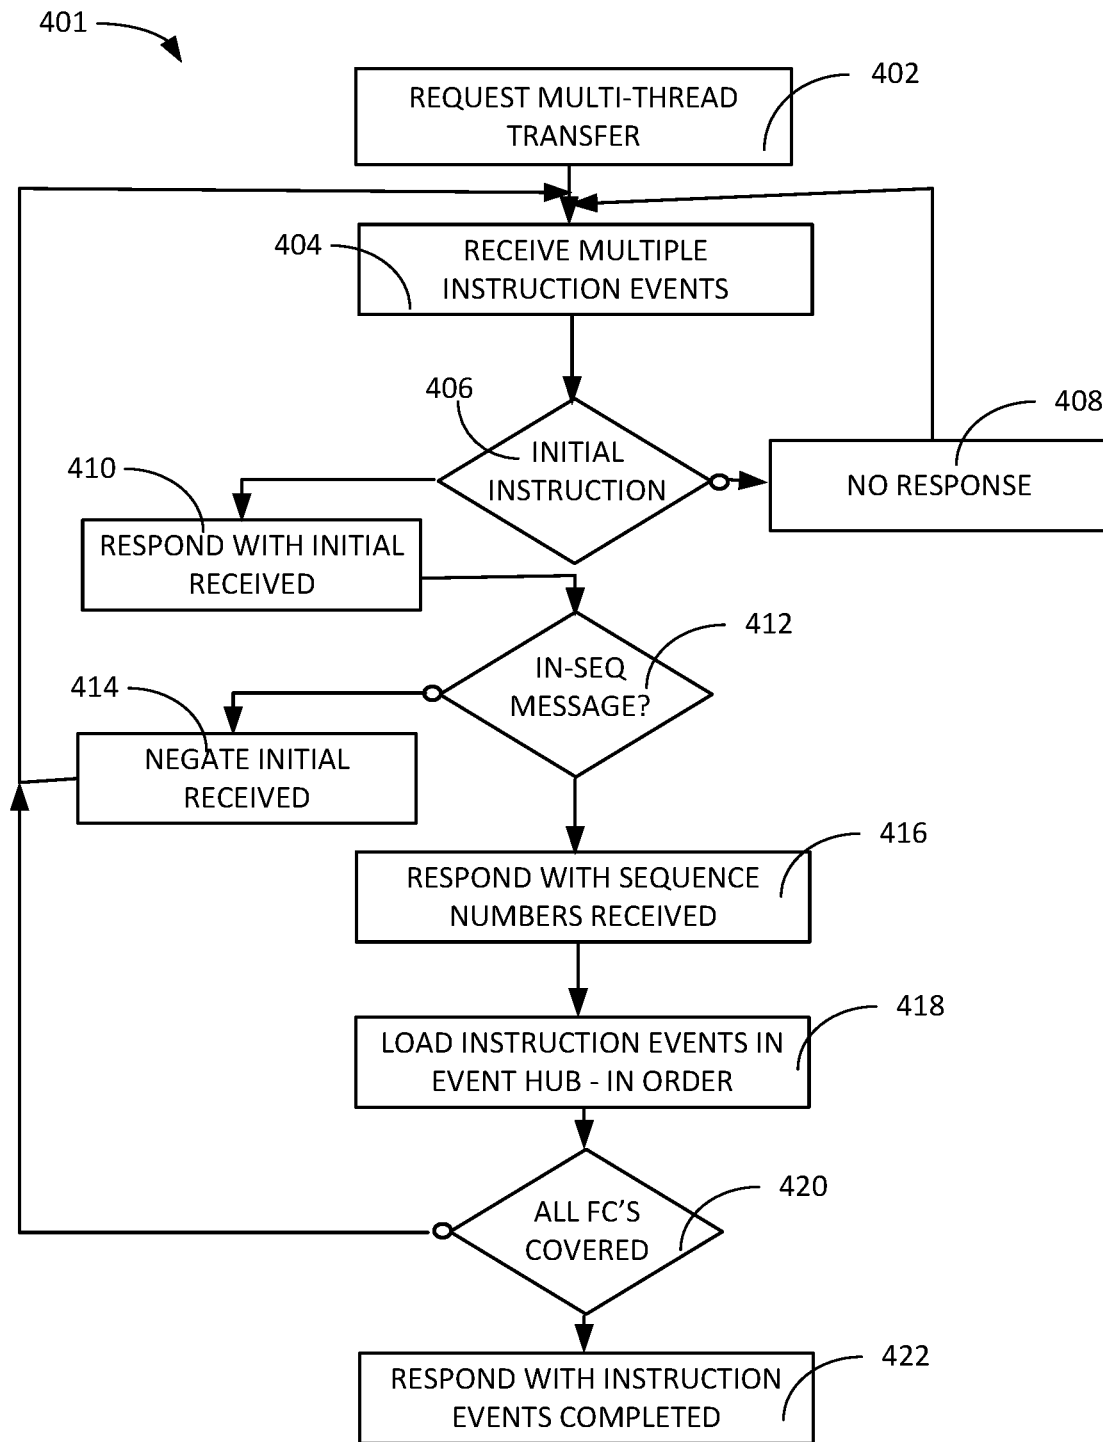 401
402
REQUEST MULTI-THREAD
TRANSFER
404
RECEIVE MULTIPLE
INSTRUCTION EVENTS
406
INITIAL
INSTRUCTION
408
NO RESPONSE
410
RESPOND WITH INITIAL
RECEIVED
412
IN-SEQ
MESSAGE?
414
NEGATE INITIAL
RECEIVED
416
RESPOND WITH SEQUENCE
NUMBERS RECEIVED
418
LOAD INSTRUCTION EVENTS IN
EVENT HUB - IN ORDER
420
ALL FC'S
COVERED
422
RESPOND WITH INSTRUCTION
EVENTS COMPLETED